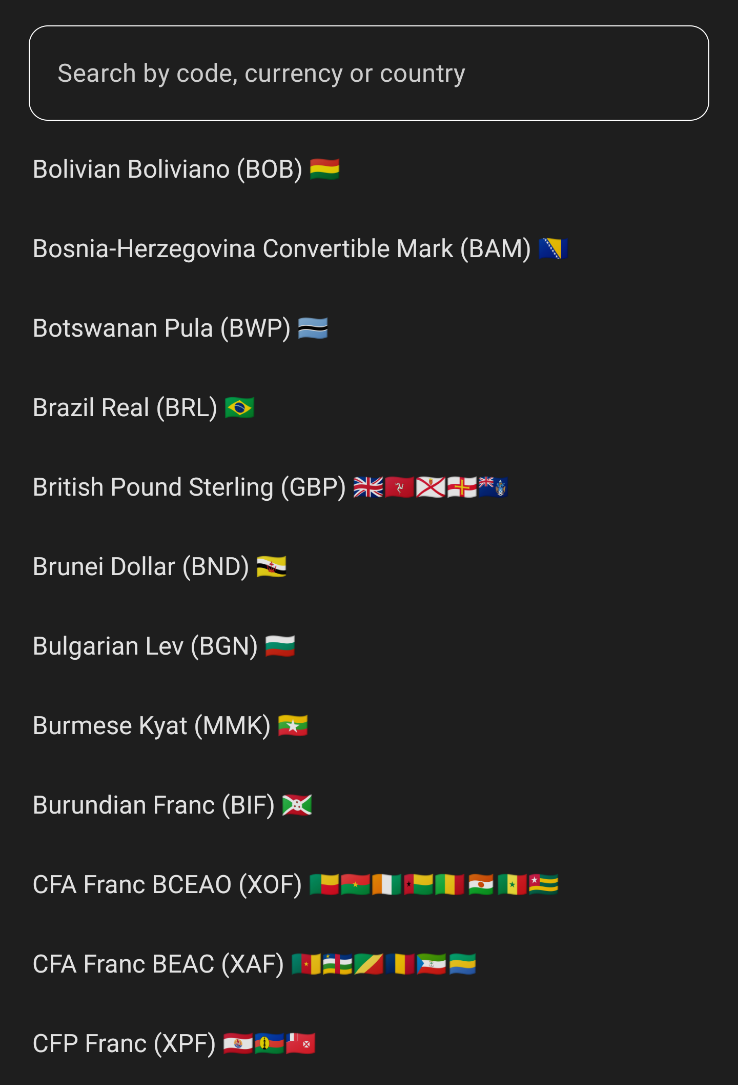 Search by code, currency or country
Bolivian Boliviano (BOB) 🇧🇴
Bosnia-Herzegovina Convertible Mark (BAM) 🇧🇦
Botswanan Pula (BWP) 🇧🇼
Brazil Real (BRL) 🇧🇷
British Pound Sterling (GBP) 🇬🇧🇮🇲🇯🇪🇬🇬🇹🇦
Brunei Dollar (BND) 🇧🇳
Bulgarian Lev (BGN) 🇧🇬
Burmese Kyat (MMK) 🇲🇲
Burundian Franc (BIF) 🇧🇮
CFA Franc BCEAO (XOF) 🇧🇯🇧🇫🇨🇮🇬🇼🇲🇱🇳🇪🇸🇳🇹🇬
CFA Franc BEAC (XAF) 🇨🇲🇨🇫🇨🇬🇹🇩🇬🇶🇬🇦
CFP Franc (XPF) 🇵🇫🇳🇨🇼🇫